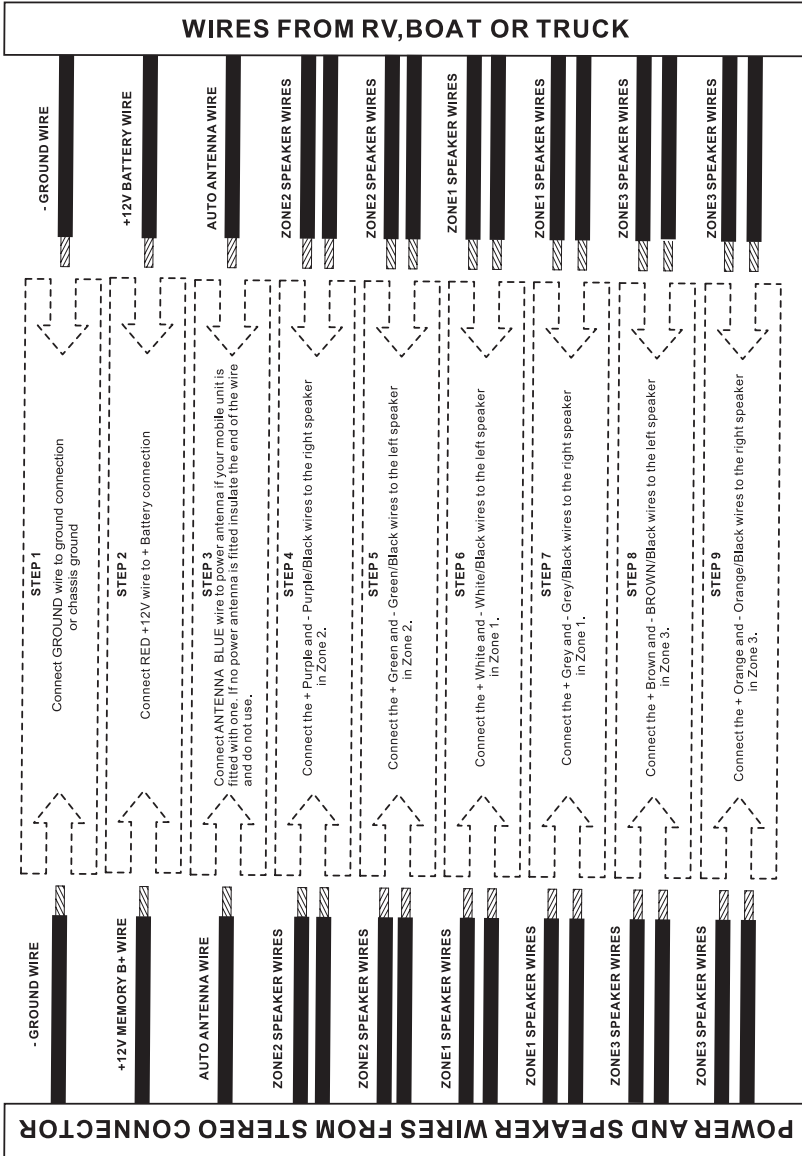 WIRES FROM RV,BOAT OR TRUCK
- GROUND WIRE
+12V BATTERY WIRE
AUTO ANTENNA WIRE
ZONE2 SPEAKER WIRES
ZONE2 SPEAKER WIRES
ZONE1 SPEAKER WIRES
ZONE1 SPEAKER WIRES
ZONE3 SPEAKER WIRES
ZONE3 SPEAKER WIRES
STEP 1
Connect GROUND wire to ground connection
or chassis ground
STEP 2
Connect RED +12V wire to + Battery connection
STEP 3
Connect ANTENNA BLUE wire to power antenna if your mobile unit is
fitted with one. If no power antenna is fitted insulate the end of the wire
and do not use.
STEP 4
Connect the + Purple and - Purple/Black wires to the right speaker
in Zone 2.
STEP 5
Connect the + Green and - Green/Black wires to the left speaker
in Zone 2.
STEP 6
Connect the + White and - White/Black wires to the left speaker
in Zone 1.
STEP 7
Connect the + Grey and - Grey/Black wires to the right speaker
in Zone 1.
STEP 8
Connect the + Brown and - BROWN/Black wires to the left speaker
in Zone 3.
STEP 9
Connect the + Orange and - Orange/Black wires to the right speaker
in Zone 3.
- GROUND WIRE
+12V MEMORY B+ WIRE
AUTO ANTENNA WIRE
ZONE2 SPEAKER WIRES
ZONE2 SPEAKER WIRES
ZONE1 SPEAKER WIRES
ZONE1 SPEAKER WIRES
ZONE3 SPEAKER WIRES
ZONE3 SPEAKER WIRES
POWER AND SPEAKER WIRES FROM STEREO CONNECTOR